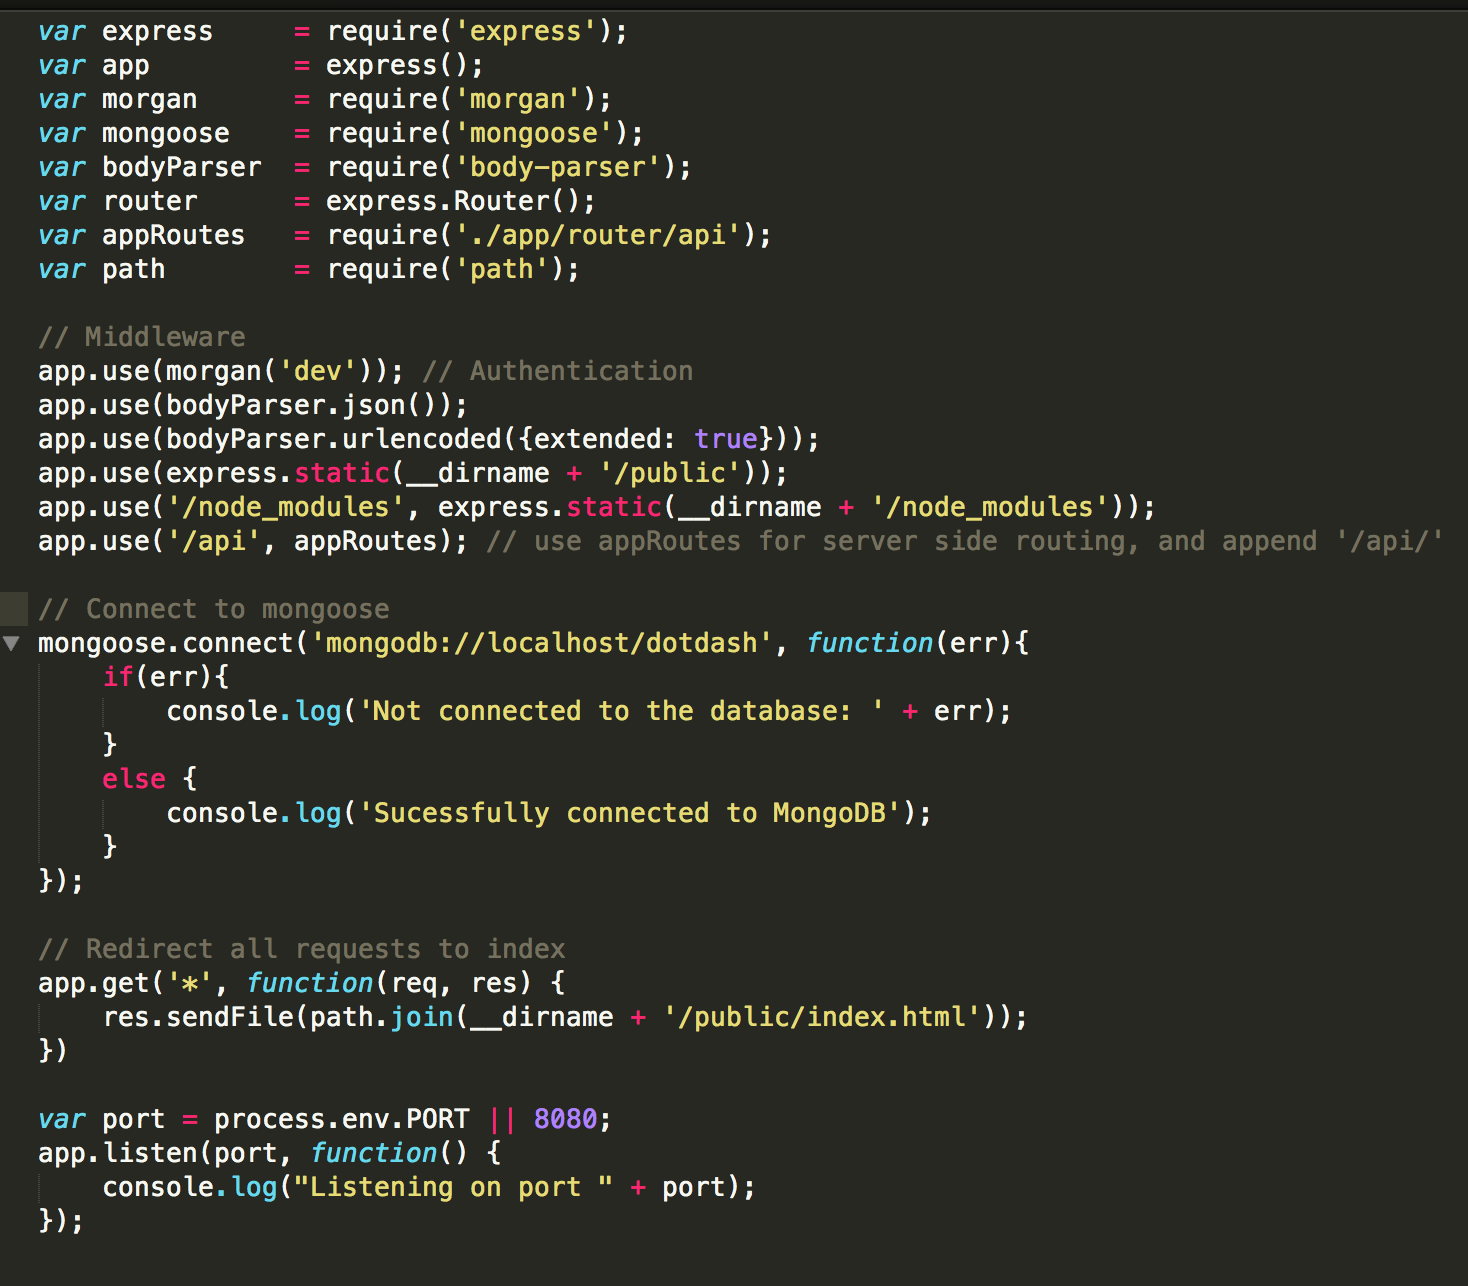 var express     = require('express');
var app         = express();
var morgan      = require('morgan');
var mongoose    = require('mongoose');
var bodyParser  = require('body-parser');
var router      = express.Router();
var appRoutes   = require('./app/router/api');
var path        = require('path');

// Middleware
app.use(morgan('dev')); // Authentication
app.use(bodyParser.json());
app.use(bodyParser.urlencoded({extended: true}));
app.use(express.static(__dirname + '/public'));
app.use('/node_modules', express.static(__dirname + '/node_modules'));
app.use('/api', appRoutes); // use appRoutes for server side routing, and append '/api/'

// Connect to mongoose
mongoose.connect('mongodb://localhost/dotdash', function(err){
    if(err){
        console.log('Not connected to the database: ' + err);
    }
    else {
        console.log('Sucessfully connected to MongoDB');
    }
});

// Redirect all requests to index
app.get('*', function(req, res) {
    res.sendFile(path.join(__dirname + '/public/index.html'));
})

var port = process.env.PORT || 8080;
app.listen(port, function() {
    console.log("Listening on port " + port);
});